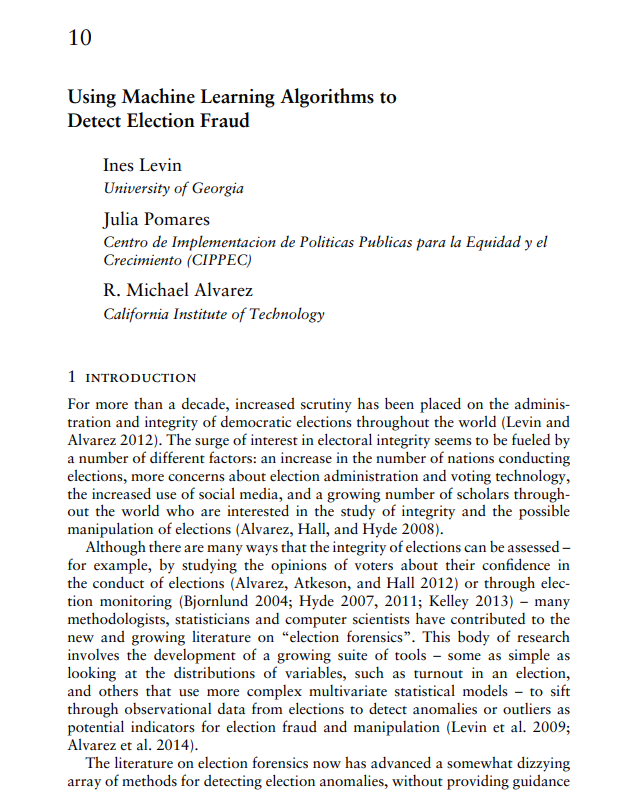 10
Using Machine Learning Algorithms to
Detect Election Fraud
Ines Levin
University of Georgia
Julia Pomares
Centro de Implementacion de Politicas Publicas para la Equidad y el
Crecimiento (CIPPEC)
R. Michael Alvarez
California Institute of Technology
1 INTRODUCTION
For more than a decade, increased scrutiny has been placed on the adminis-
tration and integrity of democratic elections throughout the world (Levin and
Alvarez 2012). The surge of interest in electoral integrity seems to be fueled by
a number of different factors: an increase in the number of nations conducting
elections, more concerns about election administration and voting technology,
the increased use of social media, and a growing number of scholars through-
out the world who are interested in the study of integrity and the possible
manipulation of elections (Alvarez, Hall, and Hyde 2008).
Although there are many ways that the integrity of elections can be assessed –
for example, by studying the opinions of voters about their confidence in
the conduct of elections (Alvarez, Atkeson, and Hall 2012) or through elec-
tion monitoring (Bjornlund 2004; Hyde 2007, 2011; Kelley 2013) – many
methodologists, statisticians and computer scientists have contributed to the
new and growing literature on “election forensics”. This body of research
involves the development of a growing suite of tools – some as simple as
looking at the distributions of variables, such as turnout in an election,
and others that use more complex multivariate statistical models – to sift
through observational data from elections to detect anomalies or outliers as
potential indicators for election fraud and manipulation (Levin et al. 2009;
Alvarez et al. 2014).
The literature on election forensics now has advanced a somewhat dizzying
array of methods for detecting election anomalies, without providing guidance